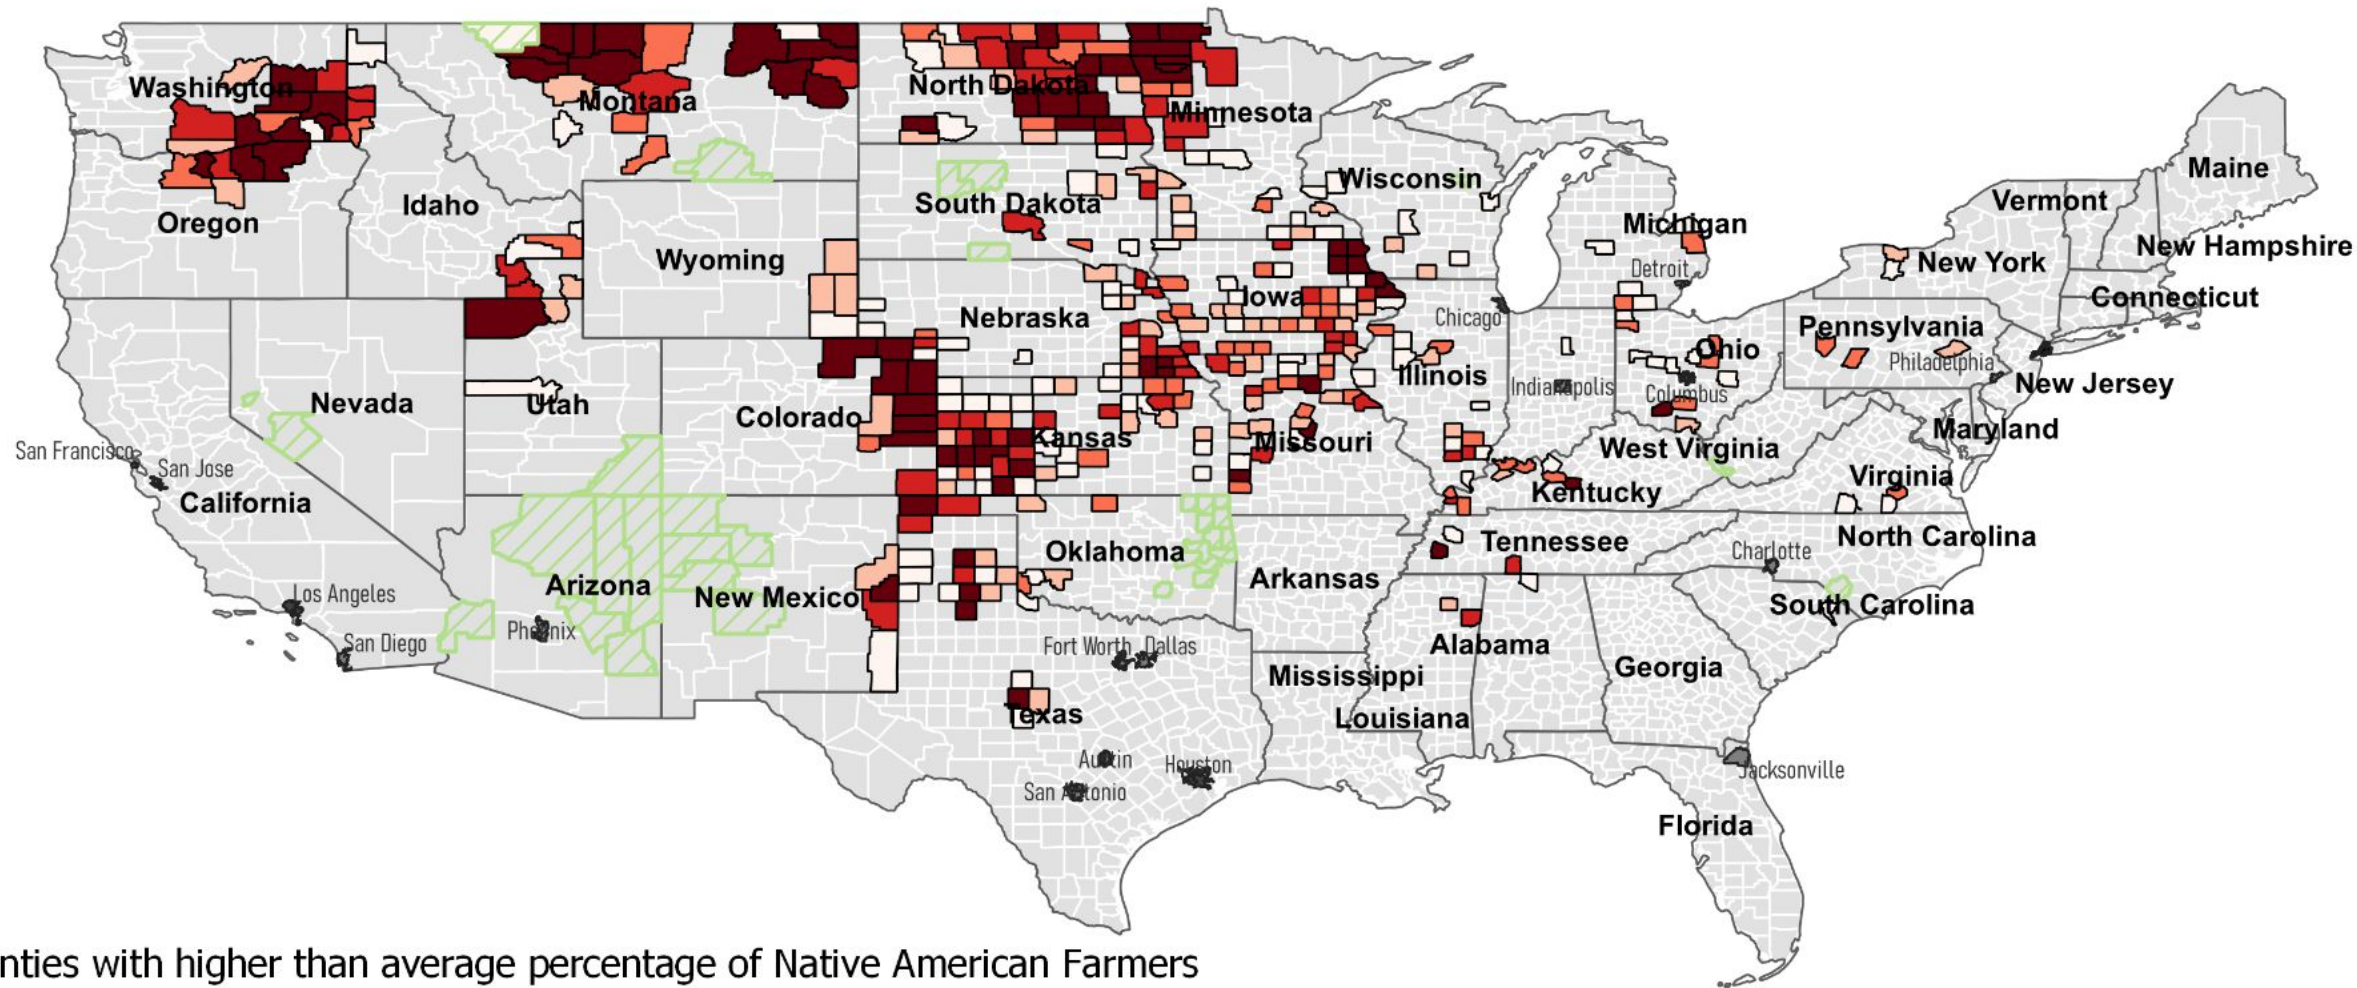 Washington
Montana
North Dakota
Minnesota
Maine
Wisconsin
Vermont
South Dakota
Idaho
Oregon
Michigan
New Hampshire
Wyoming
New York
Detroit
Iowa
Connecticut
Nebraska
Chicago
Pennsylvania
Ohio
Philadelphia
Illinois
Indianapolis
New Jersey
Columbus
Nevada
Utah
Colorado
Kansas
Missouri
Maryland
West Virginia
San Francisco
San Jose
Virginia
Kentucky
California
North Carolina
Tennessee
Charlotte
Oklahoma
Arkansas
Arizona
New Mexico
Los Angeles
South Carolina
Phoenix
San Diego
Fort Worth
Dallas
Alabama
Georgia
Mississippi
Texas
Louisiana
Austin
Houston
Jacksonville
San Antonio
Florida
nties with higher than average percentage of Native American Farmers